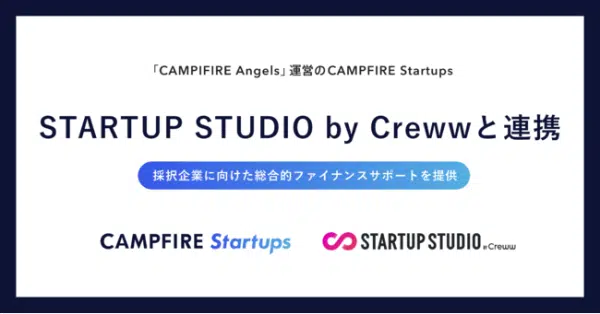 「CAMPIFIRE Angels」運営のCAMPFIRE Startups
STARTUP STUDIO by Crewwと連携
採択企業に向けた総合的ファイナンスサポートを提供
CAMPFIRE Startups
STARTUP STUDIO by Creww